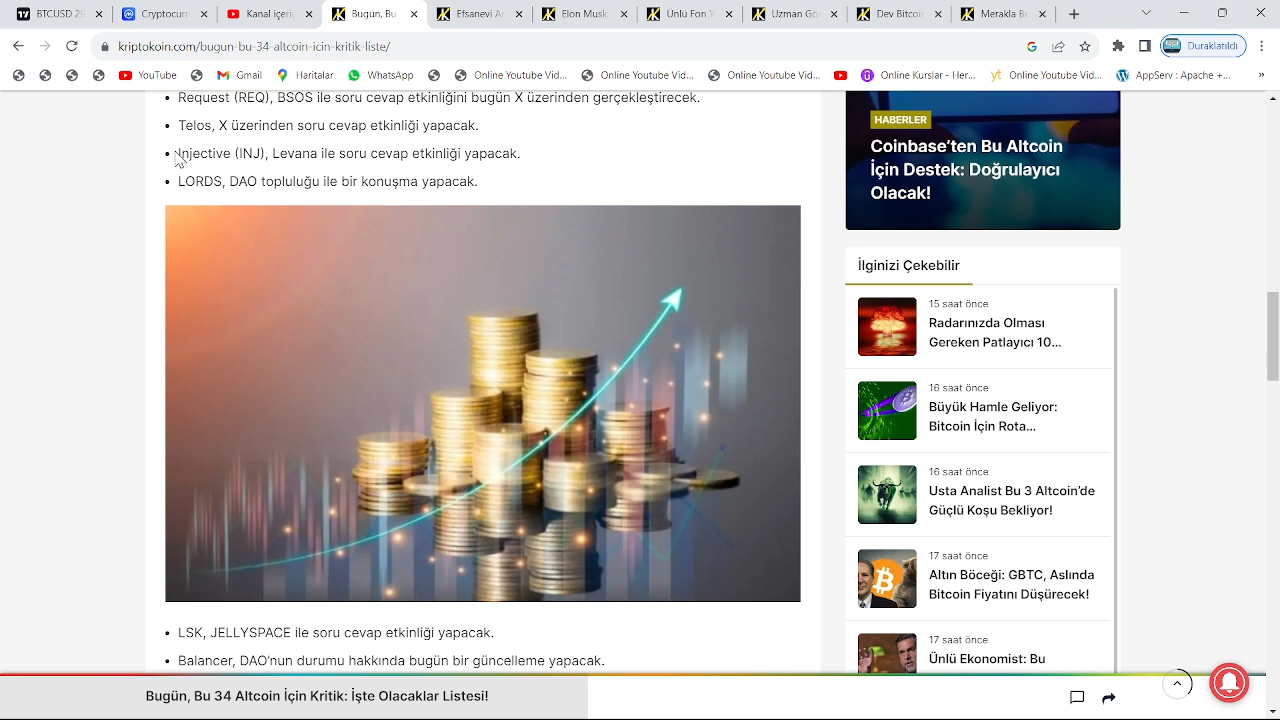 BTCUSD 29
Cryptocurr
Kanal içeri
Bugün, Bu
Efsanevi A
Elon Musk
Ünlü Fon Y
Uzman Gö
Dev Bitcoin
Merakla Be
kriptokoin.com/bugun-bu-34-altcoin-icin-kritik-liste/
Duraklatıldı
YouTube
Gmail
Haritalar
WhatsApp
Online Youtube Vid...
Online Youtube Vid...
Online Youtube Vid...
Online Kurslar - Her...
Online Youtube Vid...
AppServ : Apache +...
Request (REQ), BSOS ile soru cevap etkinliğini bugün X üzerinden gerçekleştirecek.
X üzerinden soru cevap etkinliği yapacak.
Injective (INJ), Levana ile soru cevap etkinliği yapacak.
LORDS, DAO topluluğu ile bir konuşma yapacak.
LSK, JELLYSPACE ile soru cevap etkinliği yapacak.
Balancer, DAO’nun durumu hakkında bugün bir güncelleme yapacak.
HABERLER
Coinbase’ten Bu Altcoin
İçin Destek: Doğrulayıcı
Olacak!
İlginizi Çekebilir
15 saat önce
Radarınızda Olması
Gereken Patlayıcı 10...
16 saat önce
Büyük Hamle Geliyor:
Bitcoin İçin Rota...
16 saat önce
Usta Analist Bu 3 Altcoin’de
Güçlü Koşu Bekliyor!
17 saat önce
Altın Böceği: GBTC, Aslında
Bitcoin Fiyatını Düşürecek!
17 saat önce
Ünlü Ekonomist: Bu
Bugün, Bu 34 Altcoin İçin Kritik: İşte Olacaklar Listesi!